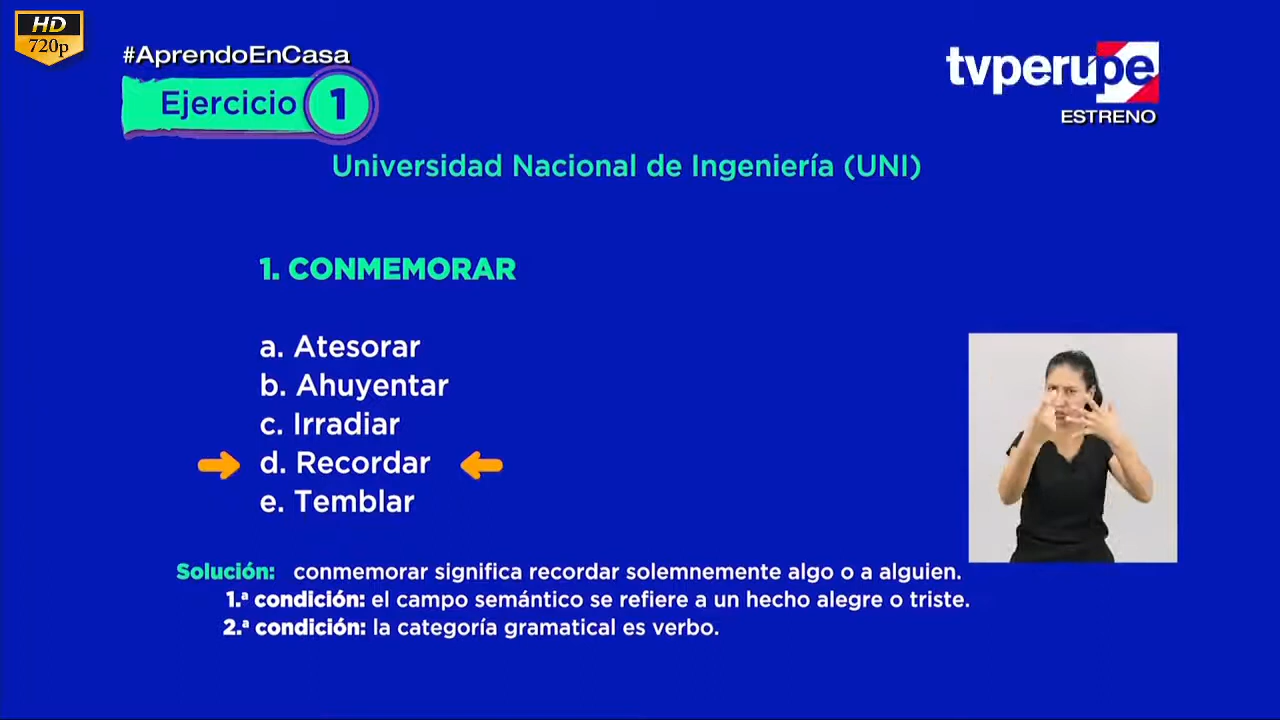 HD
720p
#AprendoEnCasa
tvperúpe
ESTRENO
Ejercicio 1
Universidad Nacional de Ingeniería (UNI)
1. CONMEMORAR
a. Atesorar
b. Ahuyentar
c. Irradiar
d. Recordar
e. Temblar
Solución: conmemorar significa recordar solemnemente algo o a alguien.
1.ª condición: el campo semántico se refiere a un hecho alegre o triste.
2.ª condición: la categoría gramatical es verbo.